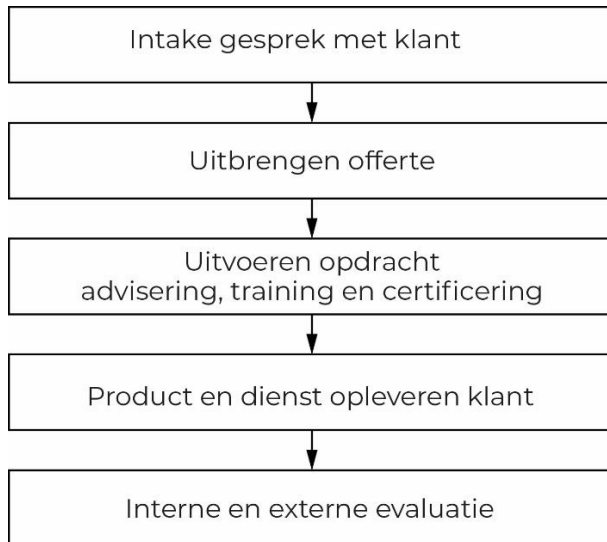 Intake gesprek met klant
Uitbrengen offerte
Uitvoeren opdracht
advisering, training en certificering
Product en dienst opleveren klant
Interne en externe evaluatie